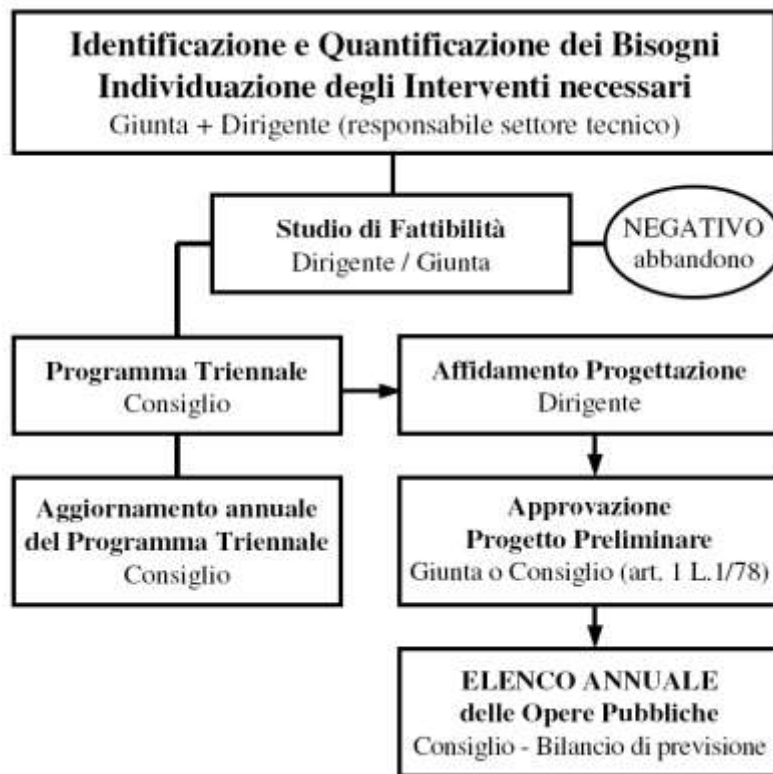 Identificazione e Quantificazione dei Bisogni
Individuazione degli Interventi necessari
Giunta + Dirigente (responsabile settore tecnico)
Studio di Fattibilità
Dirigente / Giunta
NEGATIVO
abbandono
Programma Triennale
Consiglio
Affidamento Progettazione
Dirigente
Aggiornamento annuale
del Programma Triennale
Consiglio
Approvazione
Progetto Preliminare
Giunta o Consiglio (art. 1 L.1/78)
ELENCO ANNUALE
delle Opere Pubbliche
Consiglio - Bilancio di previsione